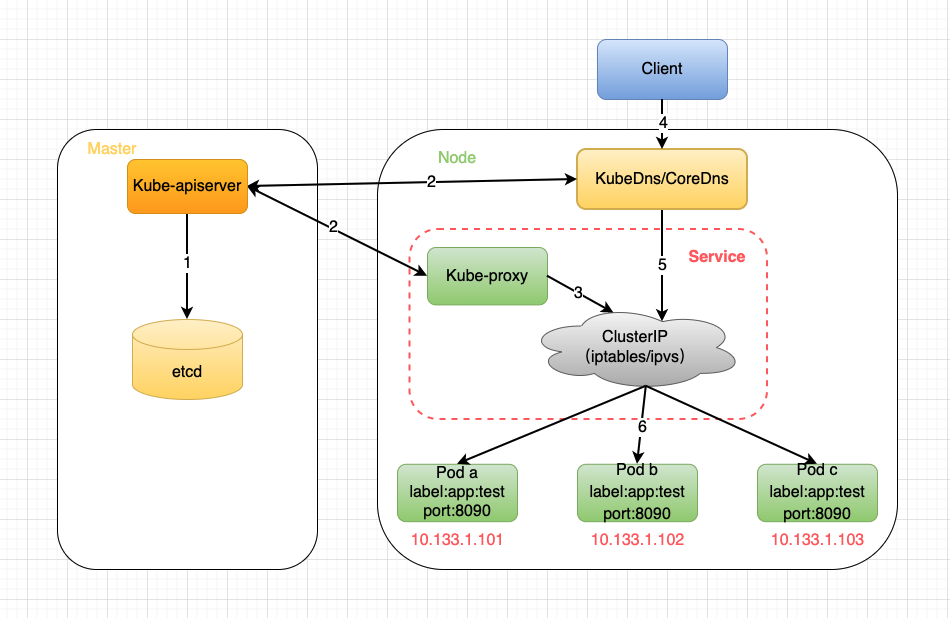 Client
4
Master
Node
Kube-apiserver
KubeDns/CoreDns
2
2
Service
1
5
Kube-proxy
3
ClusterIP
（iptables/ipvs）
etcd
6
Pod a
label:app:test
port:8090
Pod b
label:app:test
port:8090
Pod c
label:app:test
port:8090
10.133.1.101
10.133.1.102
10.133.1.103